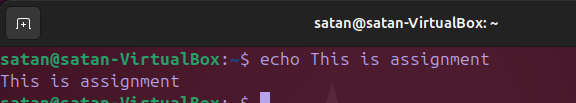 satan@satan-VirtualBox: ~
satan@satan-VirtualBox:~$ echo This is assignment
This is assignment
satan@satan-VirtualBox:~$